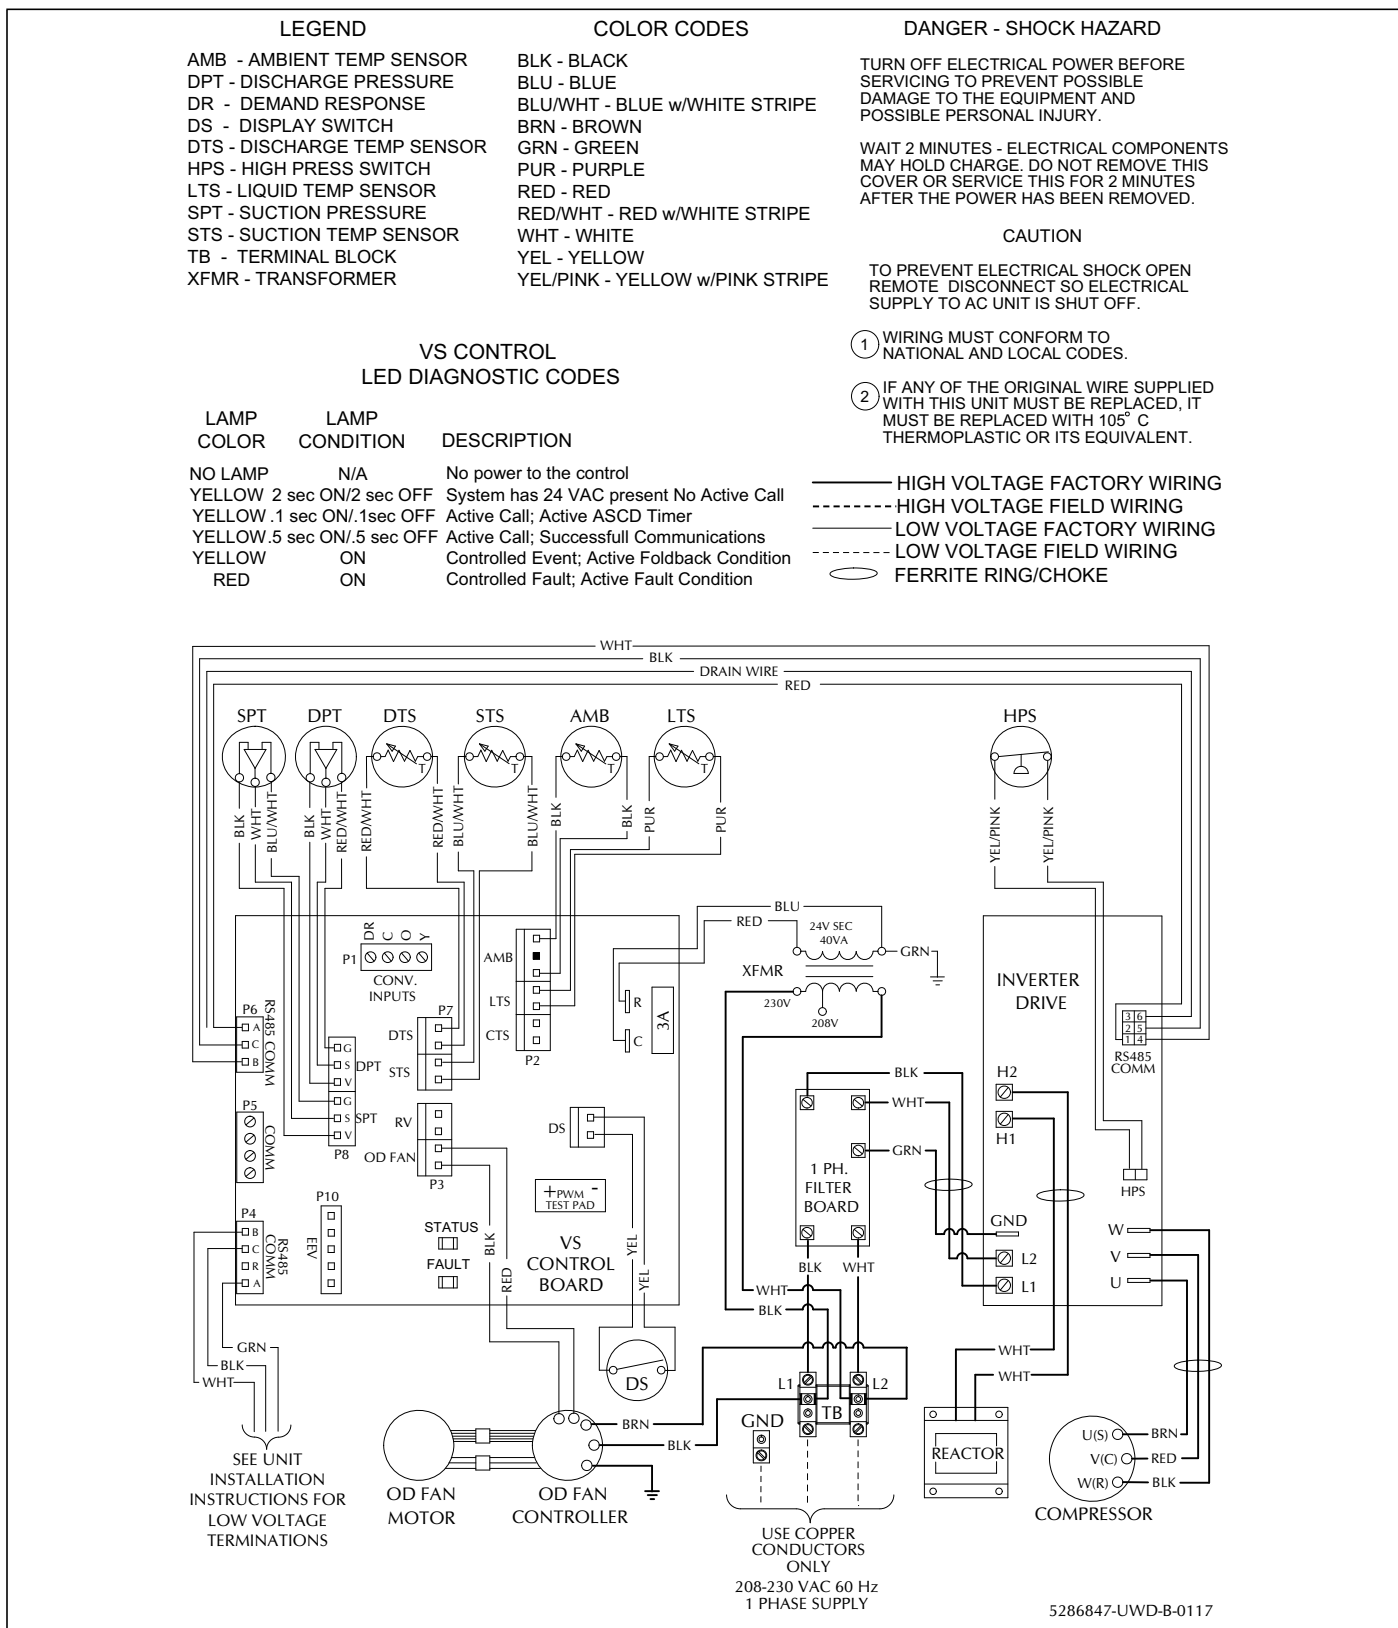 LEGEND
AMB - AMBIENT TEMP SENSOR
DPT - DISCHARGE PRESSURE
DR - DEMAND RESPONSE
DS - DISPLAY SWITCH
DTS - DISCHARGE TEMP SENSOR
HPS - HIGH PRESS SWITCH
LTS - LIQUID TEMP SENSOR
SPT - SUCTION PRESSURE
STS - SUCTION TEMP SENSOR
TB - TERMINAL BLOCK
XFMR - TRANSFORMER
COLOR CODES
BLK - BLACK
BLU - BLUE
BLU/WHT - BLUE w/WHITE STRIPE
BRN - BROWN
GRN - GREEN
PUR - PURPLE
RED - RED
RED/WHT - RED w/WHITE STRIPE
WHT - WHITE
YEL - YELLOW
YEL/PINK - YELLOW w/PINK STRIPE
DANGER - SHOCK HAZARD
TURN OFF ELECTRICAL POWER BEFORE
SERVICING TO PREVENT POSSIBLE
DAMAGE TO THE EQUIPMENT AND
POSSIBLE PERSONAL INJURY.
WAIT 2 MINUTES - ELECTRICAL COMPONENTS
MAY HOLD CHARGE. DO NOT REMOVE THIS
COVER OR SERVICE THIS FOR 2 MINUTES
AFTER THE POWER HAS BEEN REMOVED.
CAUTION
TO PREVENT ELECTRICAL SHOCK OPEN
REMOTE DISCONNECT SO ELECTRICAL
SUPPLY TO AC UNIT IS SHUT OFF.
1 WIRING MUST CONFORM TO
NATIONAL AND LOCAL CODES.
2 IF ANY OF THE ORIGINAL WIRE SUPPLIED
WITH THIS UNIT MUST BE REPLACED, IT
MUST BE REPLACED WITH 105° C
THERMOPLASTIC OR ITS EQUIVALENT.
VS CONTROL
LED DIAGNOSTIC CODES
LAMP COLOR LAMP CONDITION DESCRIPTION
NO LAMP N/A No power to the control
YELLOW 2 sec ON/2 sec OFF System has 24 VAC present No Active Call
YELLOW .1 sec ON/.1sec OFF Active Call; Active ASCD Timer
YELLOW .5 sec ON/.5 sec OFF Active Call; Successfull Communications
YELLOW ON Controlled Event; Active Foldback Condition
RED ON Controlled Fault; Active Fault Condition
HIGH VOLTAGE FACTORY WIRING
HIGH VOLTAGE FIELD WIRING
LOW VOLTAGE FACTORY WIRING
LOW VOLTAGE FIELD WIRING
FERRITE RING/CHOKE
WHT
BLK
DRAIN WIRE
RED
SPT DPT DTS STS AMB LTS HPS
T T T T
BLK WHT BLU/WHT BLK WHT RED/WHT RED/WHT RED/WHT BLU/WHT BLU/WHT BLK BLK PUR PUR YEL/PINK YEL/PINK
P1 DR C O Y
CONV.
INPUTS
AMB
LTS
CTS
P2
P6
A
C
B
RS485 COMM
P7
DTS
STS
G
S DPT
V
G
S SPT
V
P8
P5
COMM
RV
OD FAN
P3
DS
+ PWM -
TEST PAD
P10
EEV
P4
B
C
R
A
RS485
COMM
STATUS
FAULT
VS
CONTROL
BOARD
BLK RED YEL YEL
R
C
3A
BLU
RED
24V SEC
40VA
GRN
XFMR
230V
208V
INVERTER
DRIVE
3 6
2 5
1 4
RS485
COMM
H2
H1
HPS
GND
L2
L1
W
V
U
BLK
WHT
GRN
1 PH.
FILTER
BOARD
BLK WHT
WHT
BLK
GRN
BLK
WHT
SEE UNIT
INSTALLATION
INSTRUCTIONS FOR
LOW VOLTAGE
TERMINATIONS
DS
OD FAN
MOTOR
OD FAN
CONTROLLER
BRN
BLK
L1 L2
TB
GND
USE COPPER
CONDUCTORS
ONLY
208-230 VAC 60 Hz
1 PHASE SUPPLY
WHT
WHT
REACTOR
U(S) BRN
V(C) RED
W(R) BLK
COMPRESSOR
5286847-UWD-B-0117